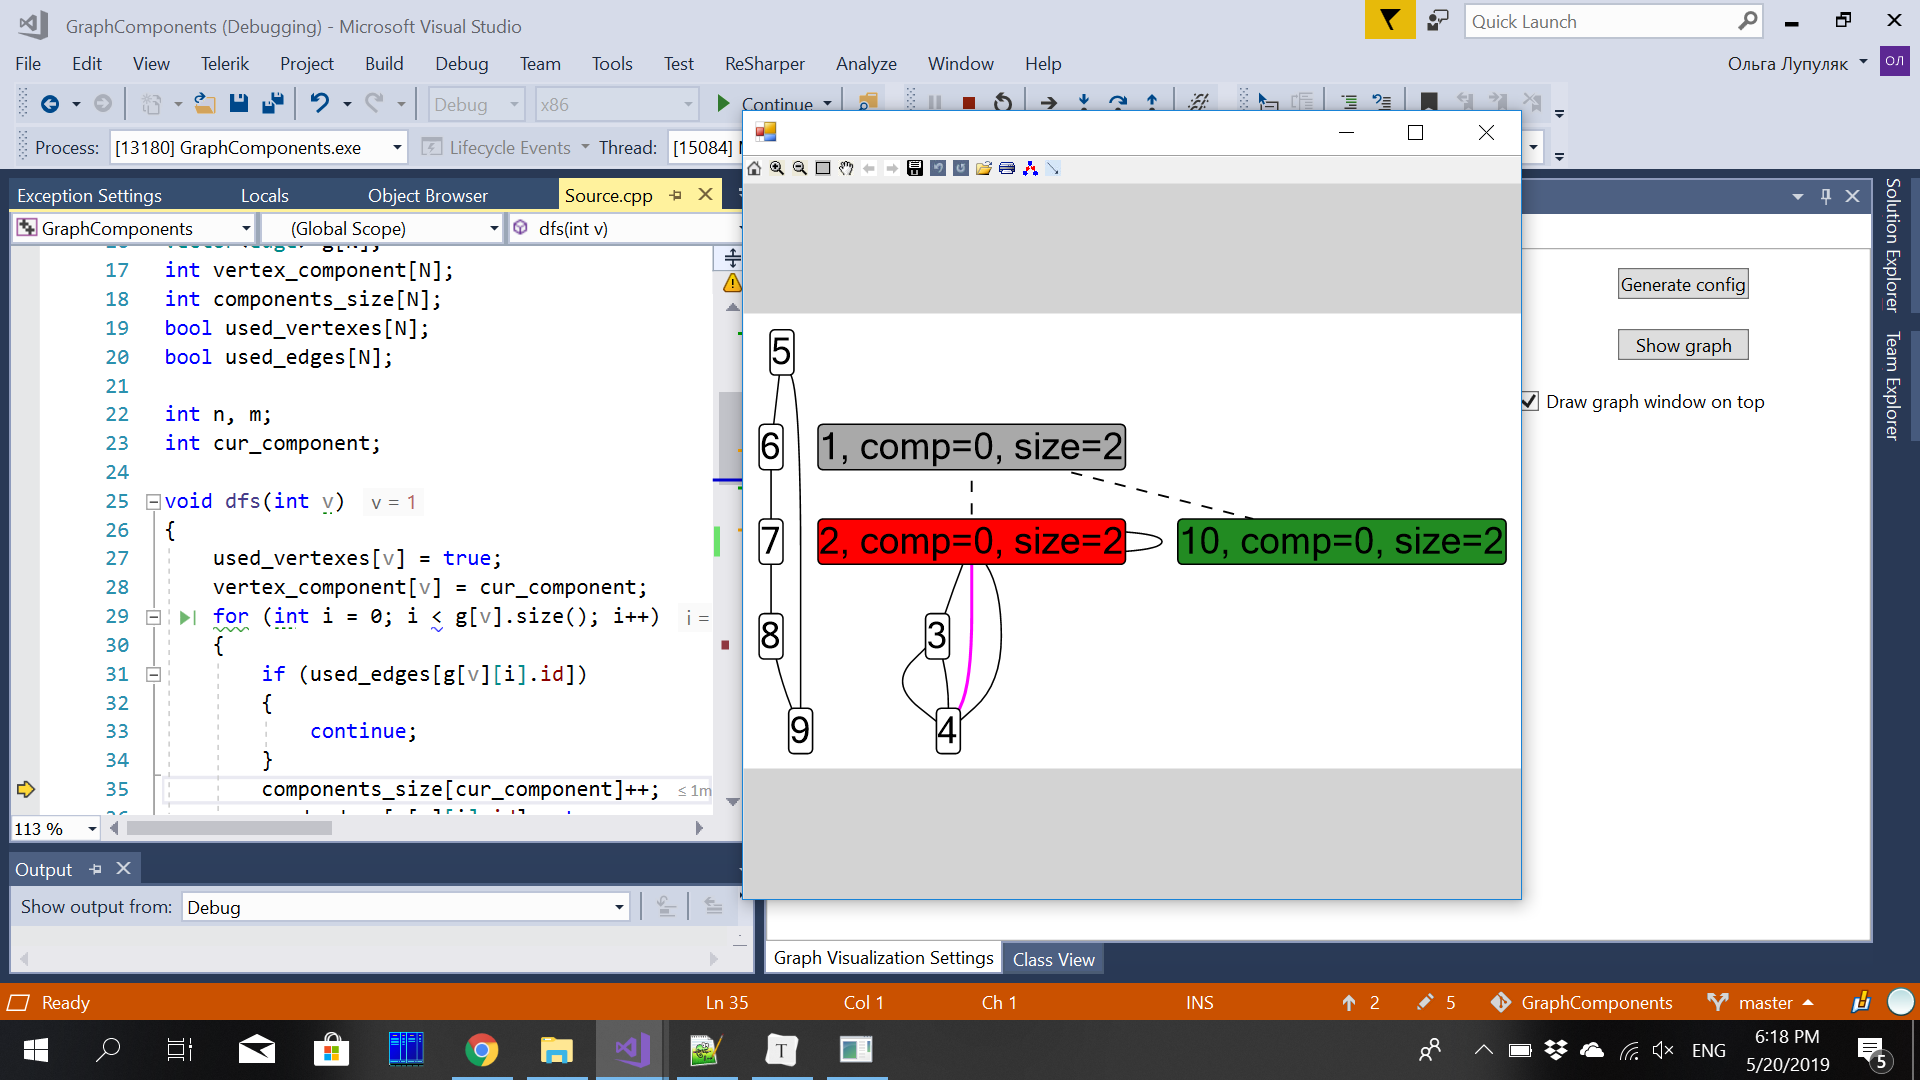 GraphComponents (Debugging) - Microsoft Visual Studio
Quick Launch
File Edit View Telerik Project Build Debug Team Tools Test ReSharper Analyze Window Help
Ольга Лупуляк ОЛ
Debug x86 Continue
Process: [13180] GraphComponents.exe Lifecycle Events Thread: [15084]
Exception Settings Locals Object Browser Source.cpp
GraphComponents (Global Scope) dfs(int v)
17 int vertex_component[N];
18 int components_size[N];
19 bool used_vertexes[N];
20 bool used_edges[N];
21
22 int n, m;
23 int cur_component;
24
25 void dfs(int v) v = 1
26 {
27 used_vertexes[v] = true;
28 vertex_component[v] = cur_component;
29 for (int i = 0; i < g[v].size(); i++) i =
30 {
31 if (used_edges[g[v][i].id])
32 {
33 continue;
34 }
35 components_size[cur_component]++; ≤ 1m
113 %
Output
Show output from: Debug
5
6
1, comp=0, size=2
7
2, comp=0, size=2
10, comp=0, size=2
8
3
9
4
Generate config
Show graph
Draw graph window on top
Solution Explorer
Team Explorer
Graph Visualization Settings Class View
Ready Ln 35 Col 1 Ch 1 INS 2 5 GraphComponents master
T
ENG
6:18 PM
5/20/2019
5